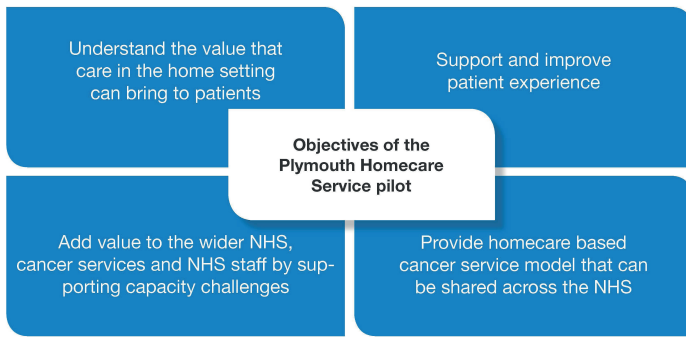 Understand the value that
care in the home setting
can bring to patients
Support and improve
patient experience
Objectives of the
Plymouth Homecare
Service pilot
Add value to the wider NHS,
cancer services and NHS staff by sup-
porting capacity challenges
Provide homecare based
cancer service model that can
be shared across the NHS